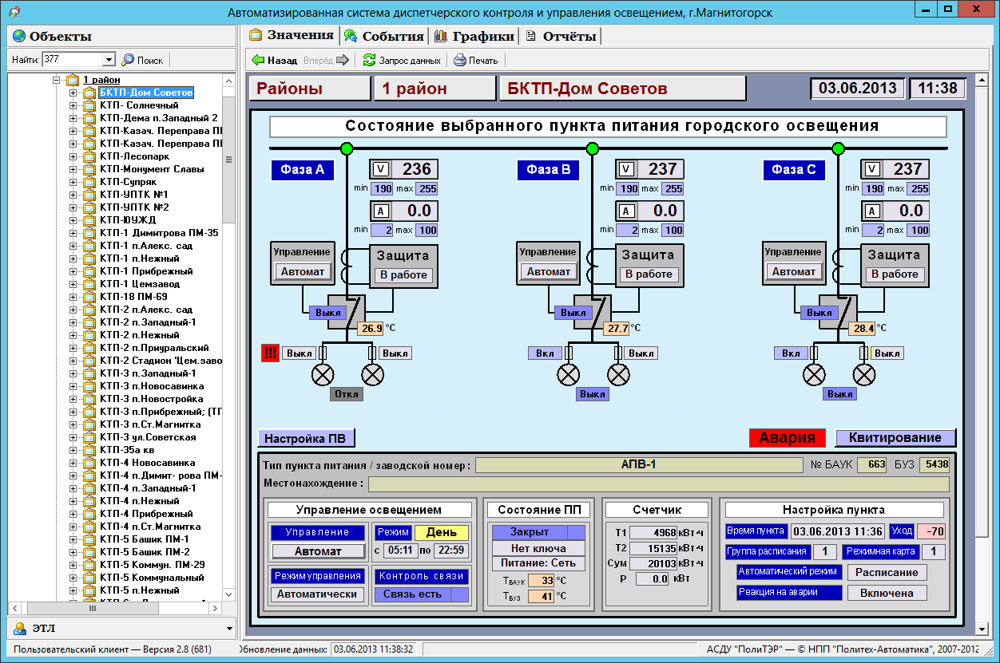 Автоматизированная система диспетчерского контроля и управления освещением, г.Магнитогорск
Объекты
Найти: 377 Поиск
1 район
БКТП-Дом Советов
КТП- Солнечный
КТП-Дема п.Западный 2
КТП-Казач. Переправа П
КТП-Казач. Переправа П
КТП-Лесопарк
КТП-Монумент Славы
КТП-Супряк
КТП-УПТК №1
КТП-УПТК №2
КТП-ЮУЖД
КТП-1 Димитрова ПМ-35
КТП-1 п.Алекс. сад
КТП-1 п.Нежный
КТП-1 Прибрежный
КТП-1 Цемзавод
КТП-18 ПМ-69
КТП-2 п.Алекс. сад
КТП-2 п.Западный-1
КТП-2 п.Нежный
КТП-2 п.Приуральский
КТП-2 Стадион 'Цем.заво
КТП-3 п.Западный-1
КТП-3 п.Новосавинка
КТП-3 п.Новостройка
КТП-3 п.Прибрежный; (ТГ
КТП-3 п.Ст.Магнитка
КТП-3 ул.Советская
КТП-35а кв
КТП-4 Новосавинка
КТП-4 п.Димит- рова ПМ-
КТП-4 п.Западный-1
КТП-4 п.Нежный
КТП-4 Прибрежный
КТП-4 п.Ст.Магнитка
КТП-5 Башик ПМ-1
КТП-5 Башик ПМ-2
КТП-5 Коммун. ПМ-29
КТП-5 Коммунальный
КТП-5 п.Нежный
ЭТЛ
Значения События Графики Отчёты
Назад Вперёд Запрос данных Печать
Районы 1 район БКТП-Дом Советов 03.06.2013 11:38
Состояние выбранного пункта питания городского освещения
Фаза A V 236 Фаза B V 237 Фаза C V 237
min 190 max 255 min 190 max 255 min 190 max 255
A 0.0 A 0.0 A 0.0
min 2 max 100 min 2 max 100 min 2 max 100
Управление Защита Управление Защита Управление Защита
Автомат В работе Автомат В работе Автомат В работе
Выкл Выкл Выкл
26.9 °C 27.7 °C 28.4 °C
!!! Выкл Выкл Вкл Выкл Вкл Выкл
Откл Выкл Выкл
Настройка ПВ Авария Квитирование
Тип пункта питания / заводской номер : АПВ-1 № БАУК 663 БУЗ 5438
Местонахождение :
Управление освещением Состояние ПП Счетчик Настройка пункта
Управление Режим День Закрыт T1 4968 кВт·ч Время пункта 03.06.2013 11:36 Уход -70
Автомат с 05:11 по 22:59 Нет ключа T2 15135 кВт·ч Группа расписания 1 Режимная карта 1
Питание: Сеть Сум 20103 кВт·ч
Режим управления Контроль связи TБАУК 33 °C P 0.0 кВт Автоматический режим Расписание
Автоматически Связь есть TБУЗ 41 °C Реакция на аварии Включена
Пользовательский клиент — Версия 2.8 (681) Обновление данных: 03.06.2013 11:38:32 АСДУ "ПолиТЭР" — © НПП "Политех-Автоматика", 2007-2012